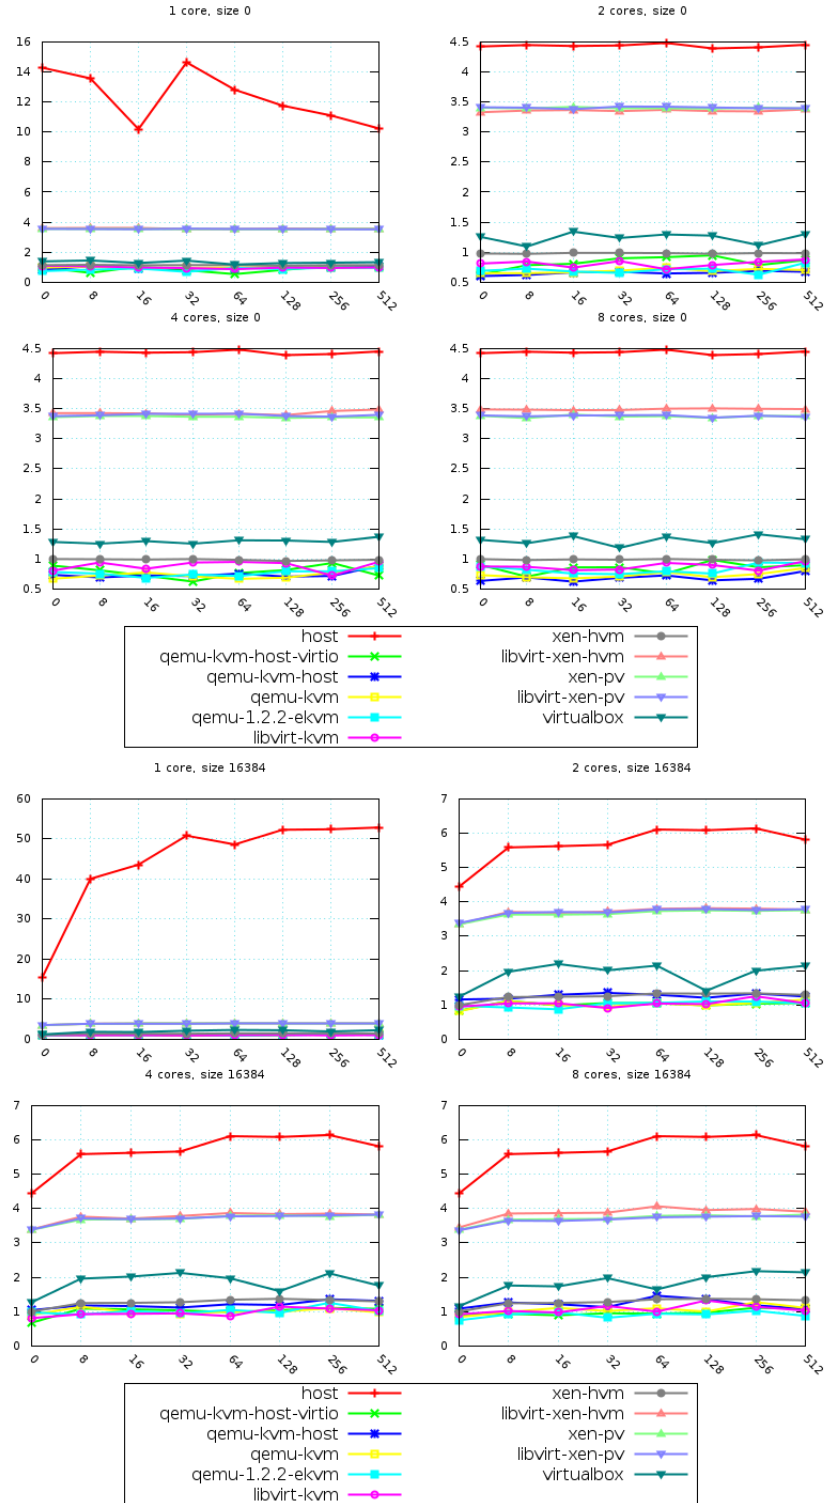 1 core, size 0
16
14
12
10
8
6
4
2
0
0 8 16 32 64 128 256 512
2 cores, size 0
4.5
4
3.5
3
2.5
2
1.5
1
0.5
0 8 16 32 64 128 256 512
4 cores, size 0
4.5
4
3.5
3
2.5
2
1.5
1
0.5
0 8 16 32 64 128 256 512
8 cores, size 0
4.5
4
3.5
3
2.5
2
1.5
1
0.5
0 8 16 32 64 128 256 512
host
qemu-kvm-host-virtio
qemu-kvm-host
qemu-kvm
qemu-1.2.2-ekvm
libvirt-kvm
xen-hvm
libvirt-xen-hvm
xen-pv
libvirt-xen-pv
virtualbox
1 core, size 16384
60
50
40
30
20
10
0
0 8 16 32 64 128 256 512
2 cores, size 16384
7
6
5
4
3
2
1
0
0 8 16 32 64 128 256 512
4 cores, size 16384
7
6
5
4
3
2
1
0
0 8 16 32 64 128 256 512
8 cores, size 16384
7
6
5
4
3
2
1
0
0 8 16 32 64 128 256 512
host
qemu-kvm-host-virtio
qemu-kvm-host
qemu-kvm
qemu-1.2.2-ekvm
libvirt-kvm
xen-hvm
libvirt-xen-hvm
xen-pv
libvirt-xen-pv
virtualbox